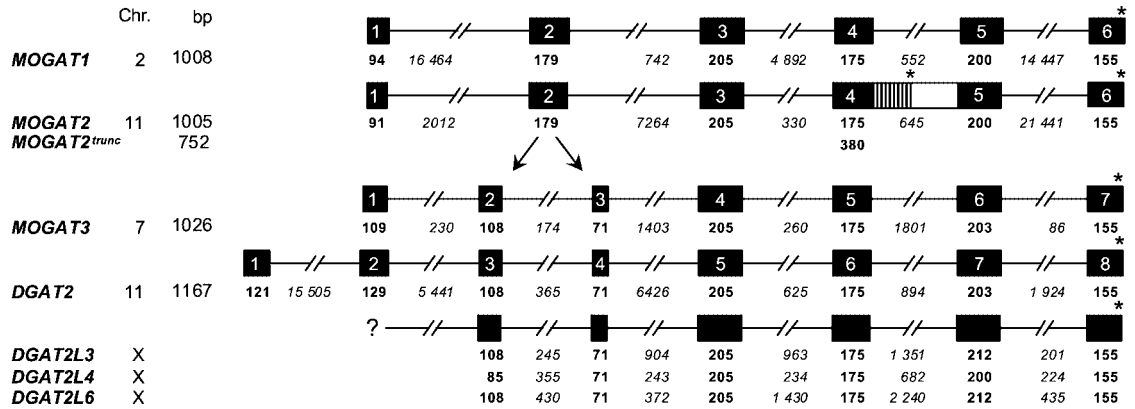 Chr. bp *
1 2 3 4 5 6
MOGAT1 2 1008 94 16 464 179 742 205 4 892 175 552 200 14 447 155
* *
1 2 3 4 5 6
MOGAT2 11 1005 91 2012 179 7264 205 330 175 645 200 21 441 155
MOGAT2trunc 752 380
*
1 2 3 4 5 6 7
MOGAT3 7 1026 109 230 108 174 71 1403 205 260 175 1801 203 86 155
*
1 2 3 4 5 6 7 8
DGAT2 11 1167 121 15 505 129 5 441 108 365 71 6426 205 625 175 894 203 1 924 155
*
?
DGAT2L3 X 108 245 71 904 205 963 175 1 351 212 201 155
DGAT2L4 X 85 355 71 243 205 234 175 682 200 224 155
DGAT2L6 X 108 430 71 372 205 1 430 175 2 240 212 435 155